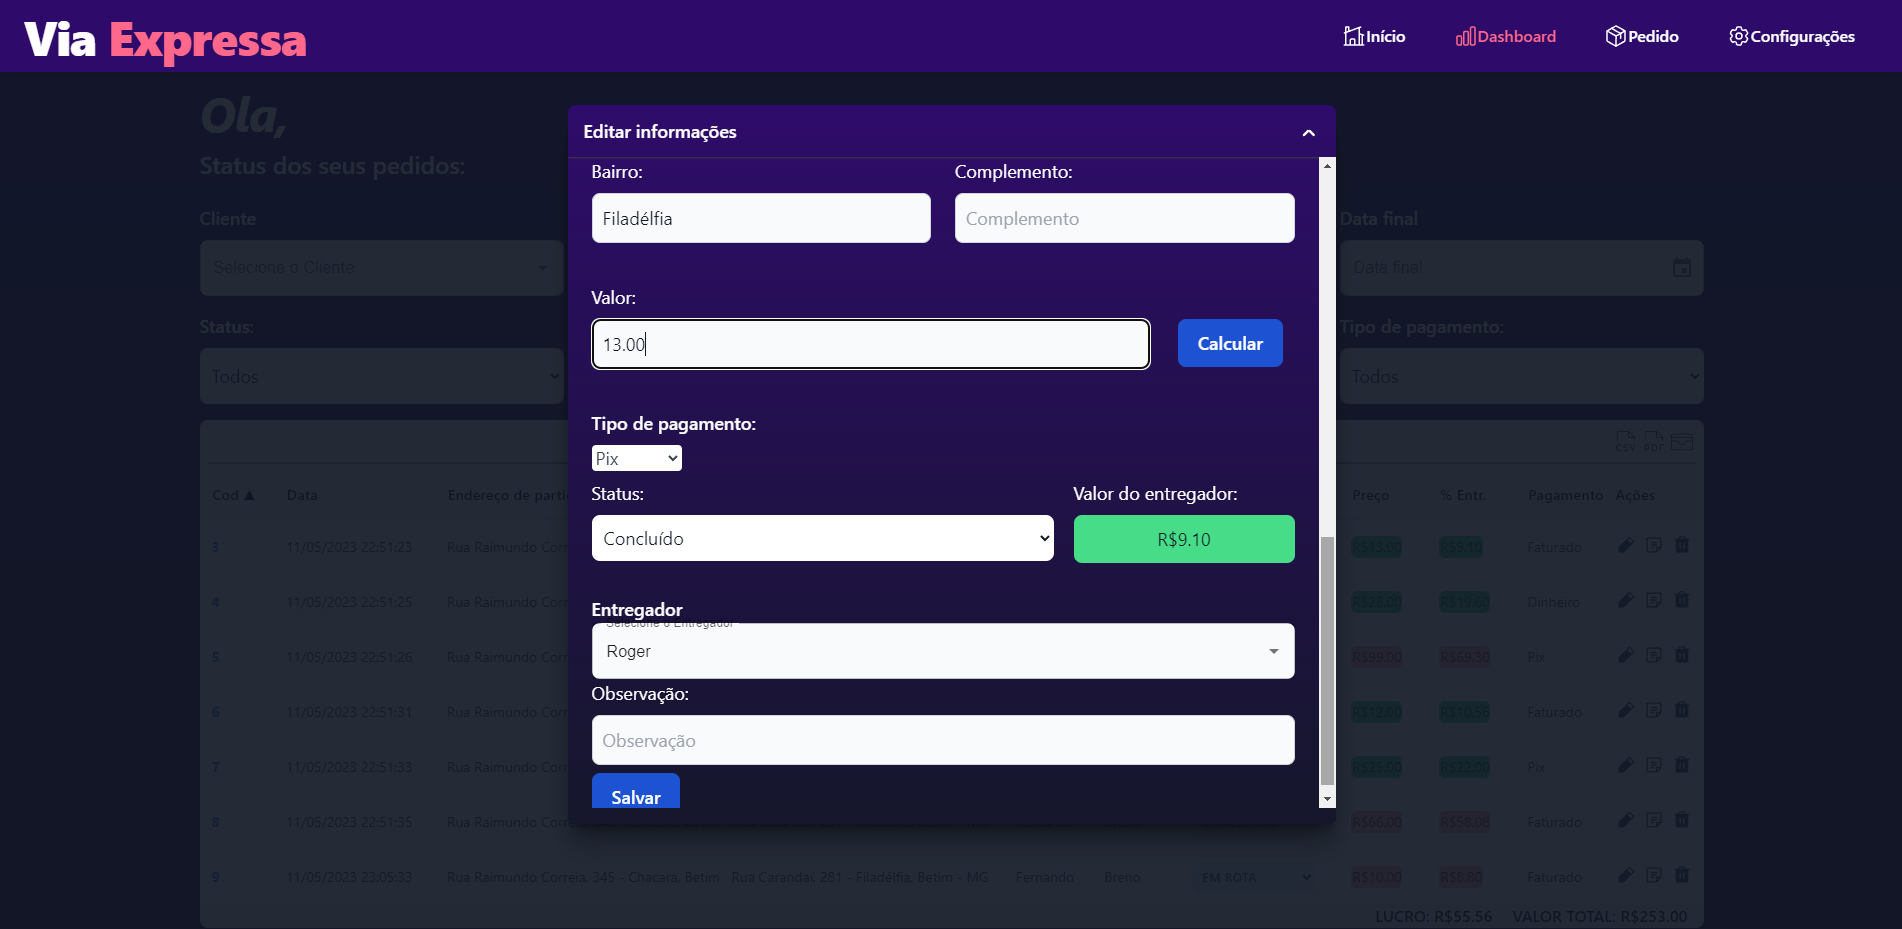 Via Expressa
Início
Dashboard
Pedido
Configurações
Ola,
Status dos seus pedidos:
Cliente
Selecione o Cliente
Data final
Data final
Status:
Todos
Tipo de pagamento:
Todos
Editar informações
Bairro:
Complemento:
Filadélfia
Complemento
Valor:
13.00
Calcular
Tipo de pagamento:
Pix
Status:
Valor do entregador:
Concluído
R$9.10
Entregador
Selecione o Entregador
Roger
Observação:
Observação
Salvar
CSV PDF
Cod ▲ Data Endereço de parti Preço % Entr. Pagamento Ações
3 11/05/2023 22:51:23 Rua Raimundo Corr R$13.00 R$9.10 Faturado
4 11/05/2023 22:51:25 Rua Raimundo Corr R$28.00 R$19.60 Dinheiro
5 11/05/2023 22:51:26 Rua Raimundo Corr R$99.00 R$69.30 Pix
6 11/05/2023 22:51:31 Rua Raimundo Corr R$12.00 R$10.56 Faturado
7 11/05/2023 22:51:33 Rua Raimundo Corr R$25.00 R$22.00 Pix
8 11/05/2023 22:51:35 Rua Raimundo R$66.00 R$58.08 Faturado
9 11/05/2023 23:05:33 Rua Raimundo Correia, 345 - Chacara, Betim Rua Carandaí, 281 - Filadélfia, Betim - MG Fernando Breno EM ROTA R$10.00 R$8.80 Faturado
LUCRO: R$55.56 VALOR TOTAL: R$253.00